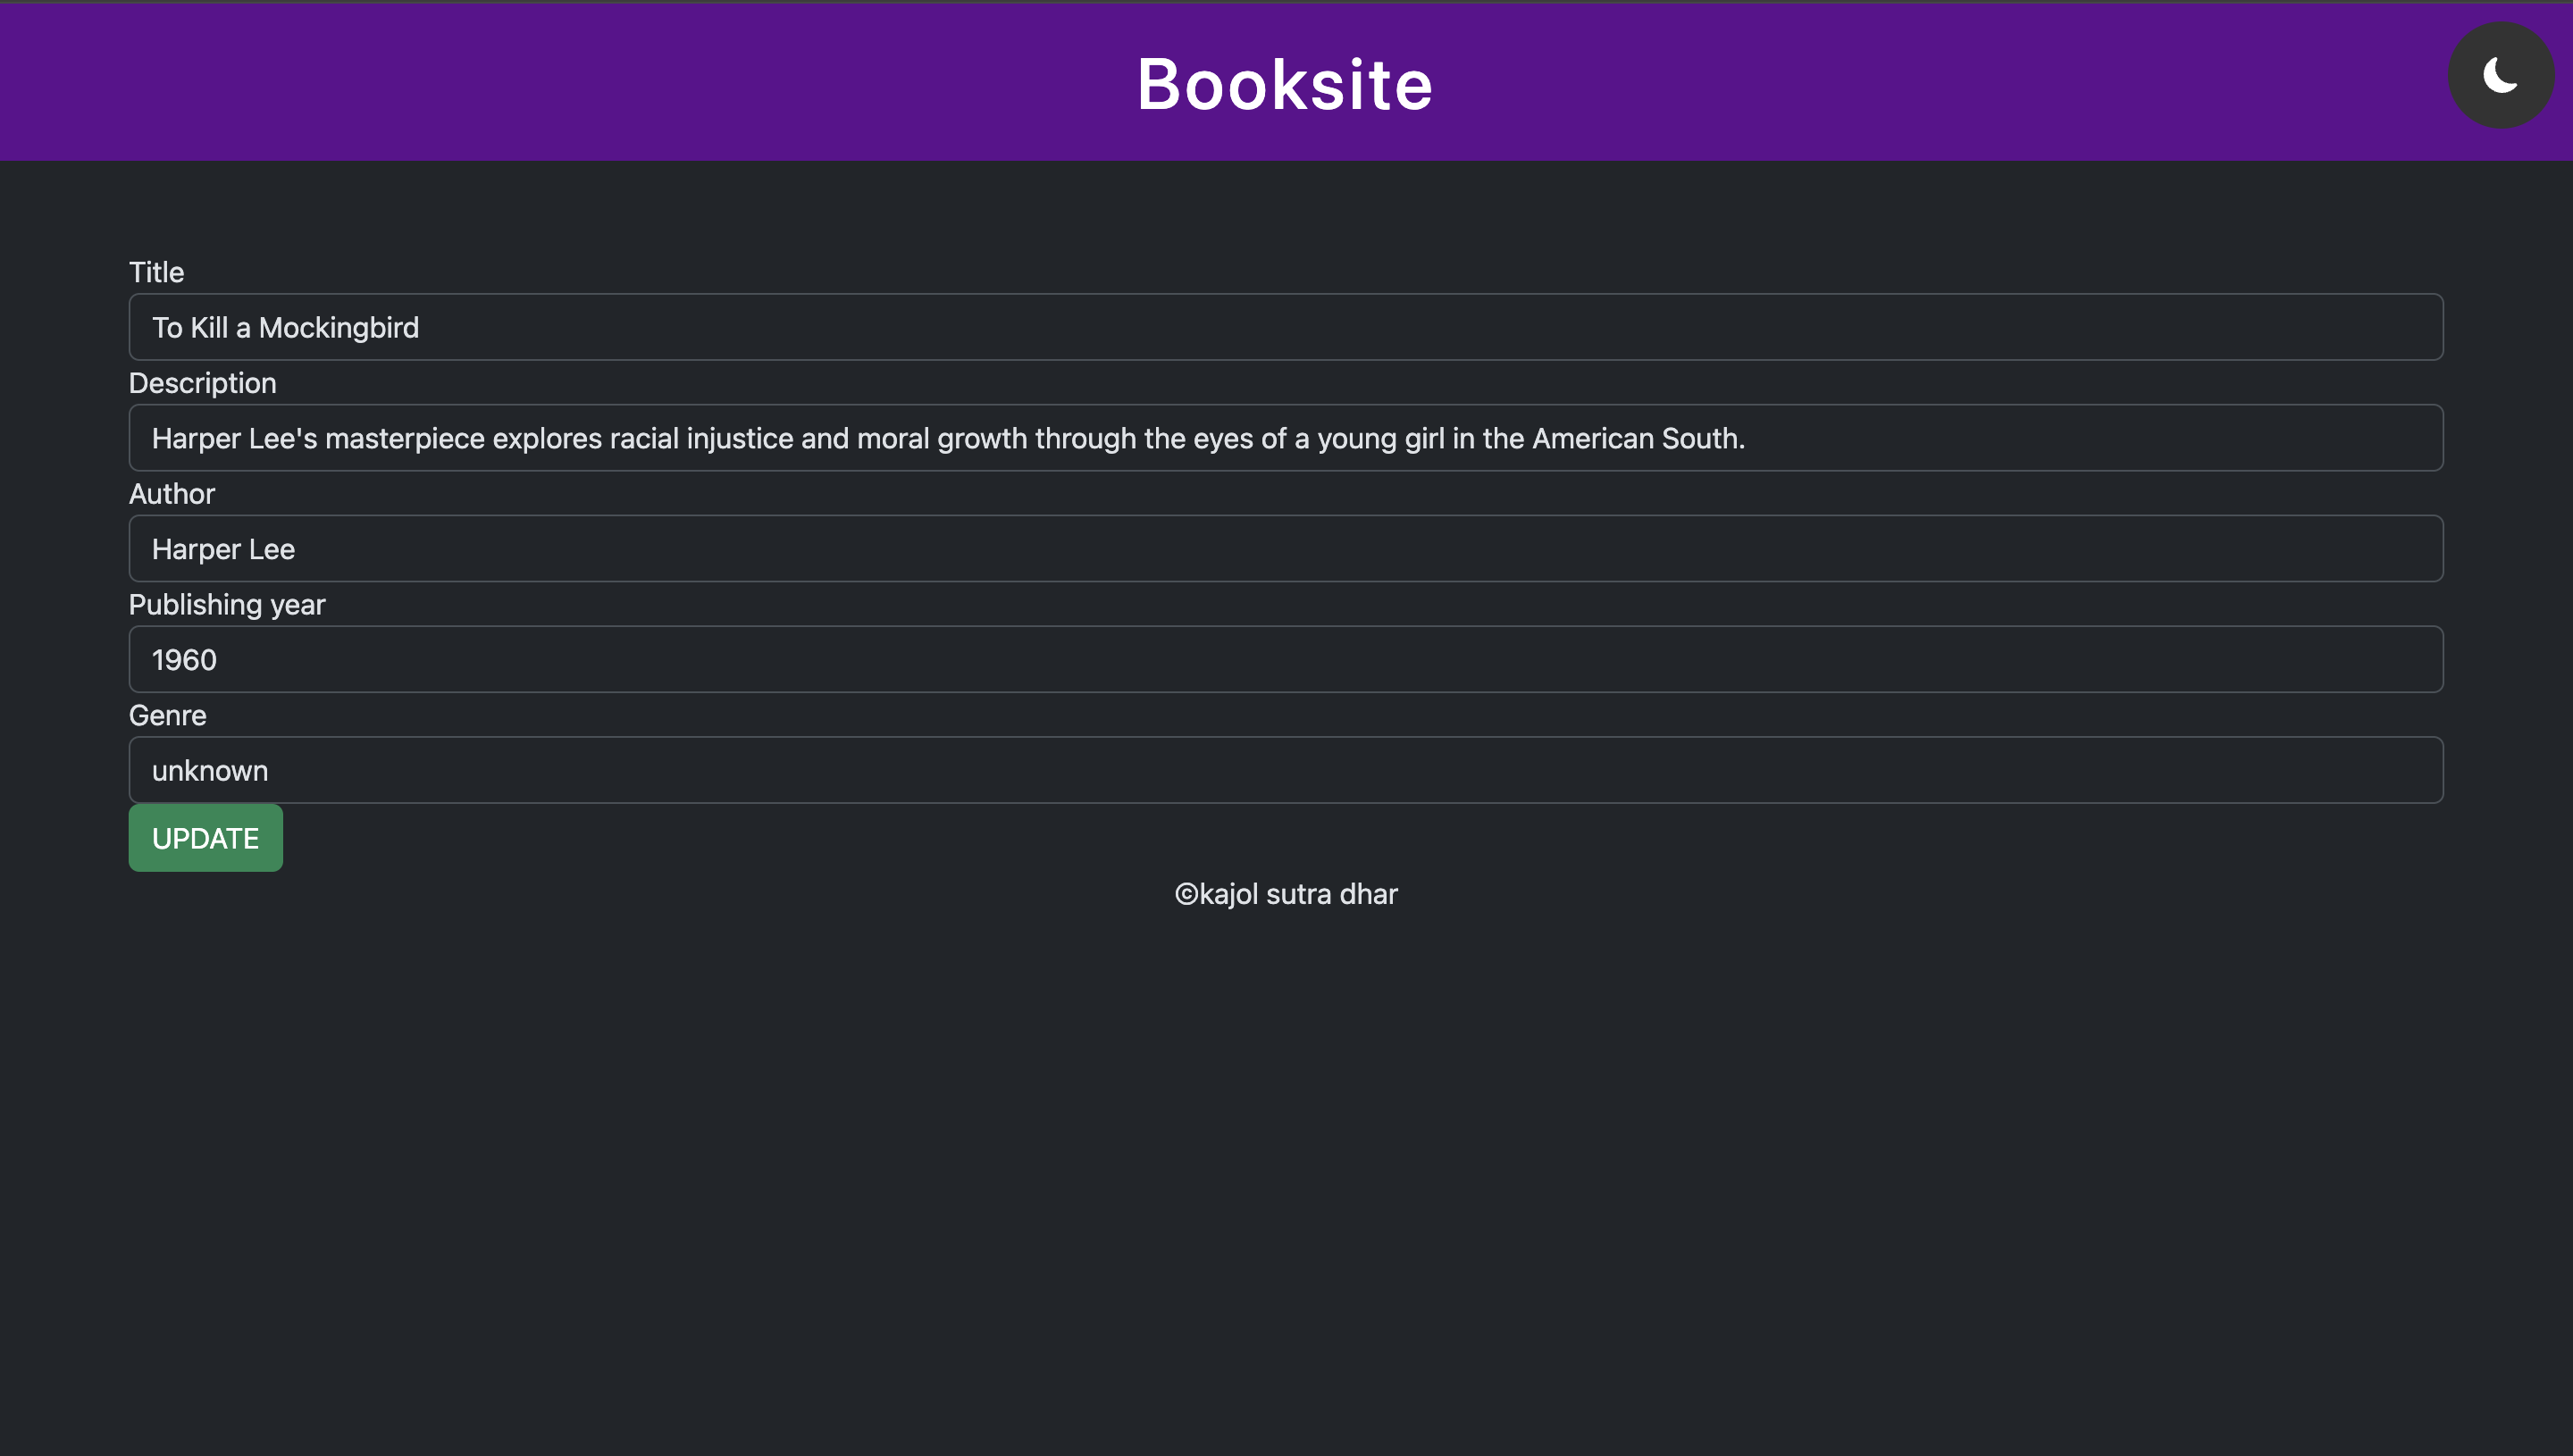 Booksite
Title
To Kill a Mockingbird
Description
Harper Lee's masterpiece explores racial injustice and moral growth through the eyes of a young girl in the American South.
Author
Harper Lee
Publishing year
1960
Genre
unknown
UPDATE
©kajol sutra dhar